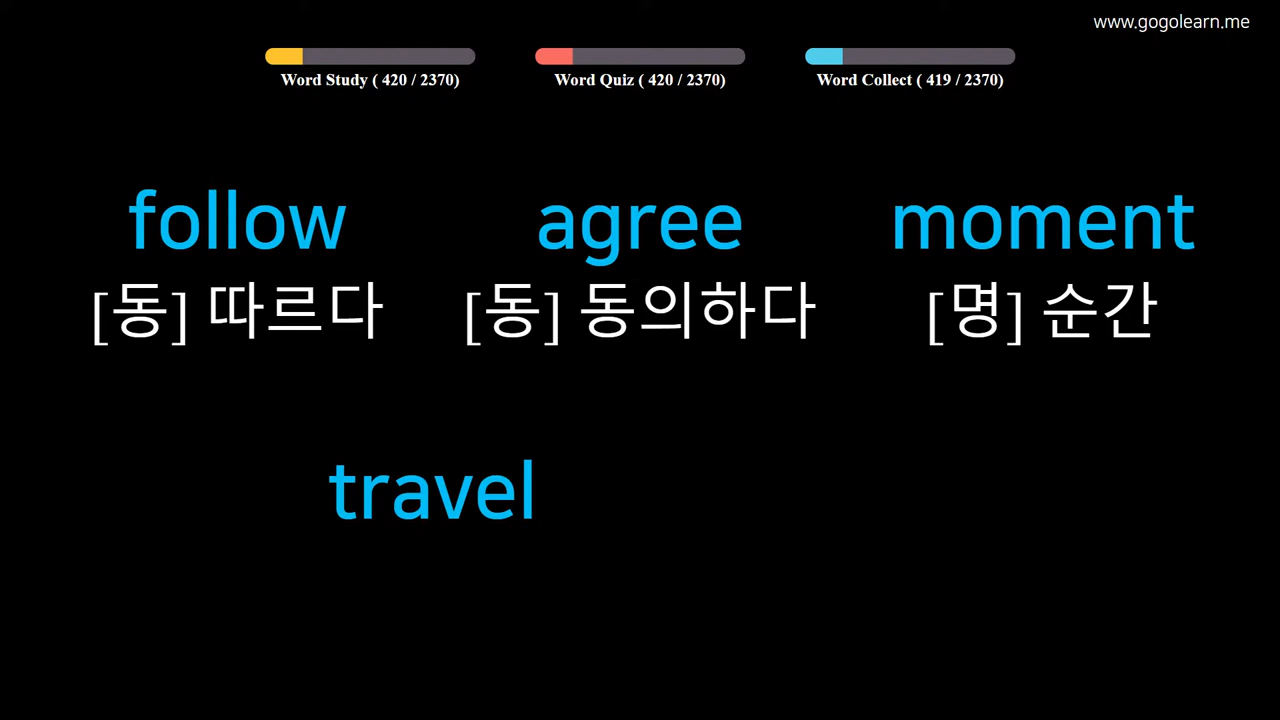 www.gogolearn.me
Word Study ( 420 / 2370)
Word Quiz ( 420 / 2370)
Word Collect ( 419 / 2370)
follow
agree
moment
[동] 따르다
[동] 동의하다
[명] 순간
travel